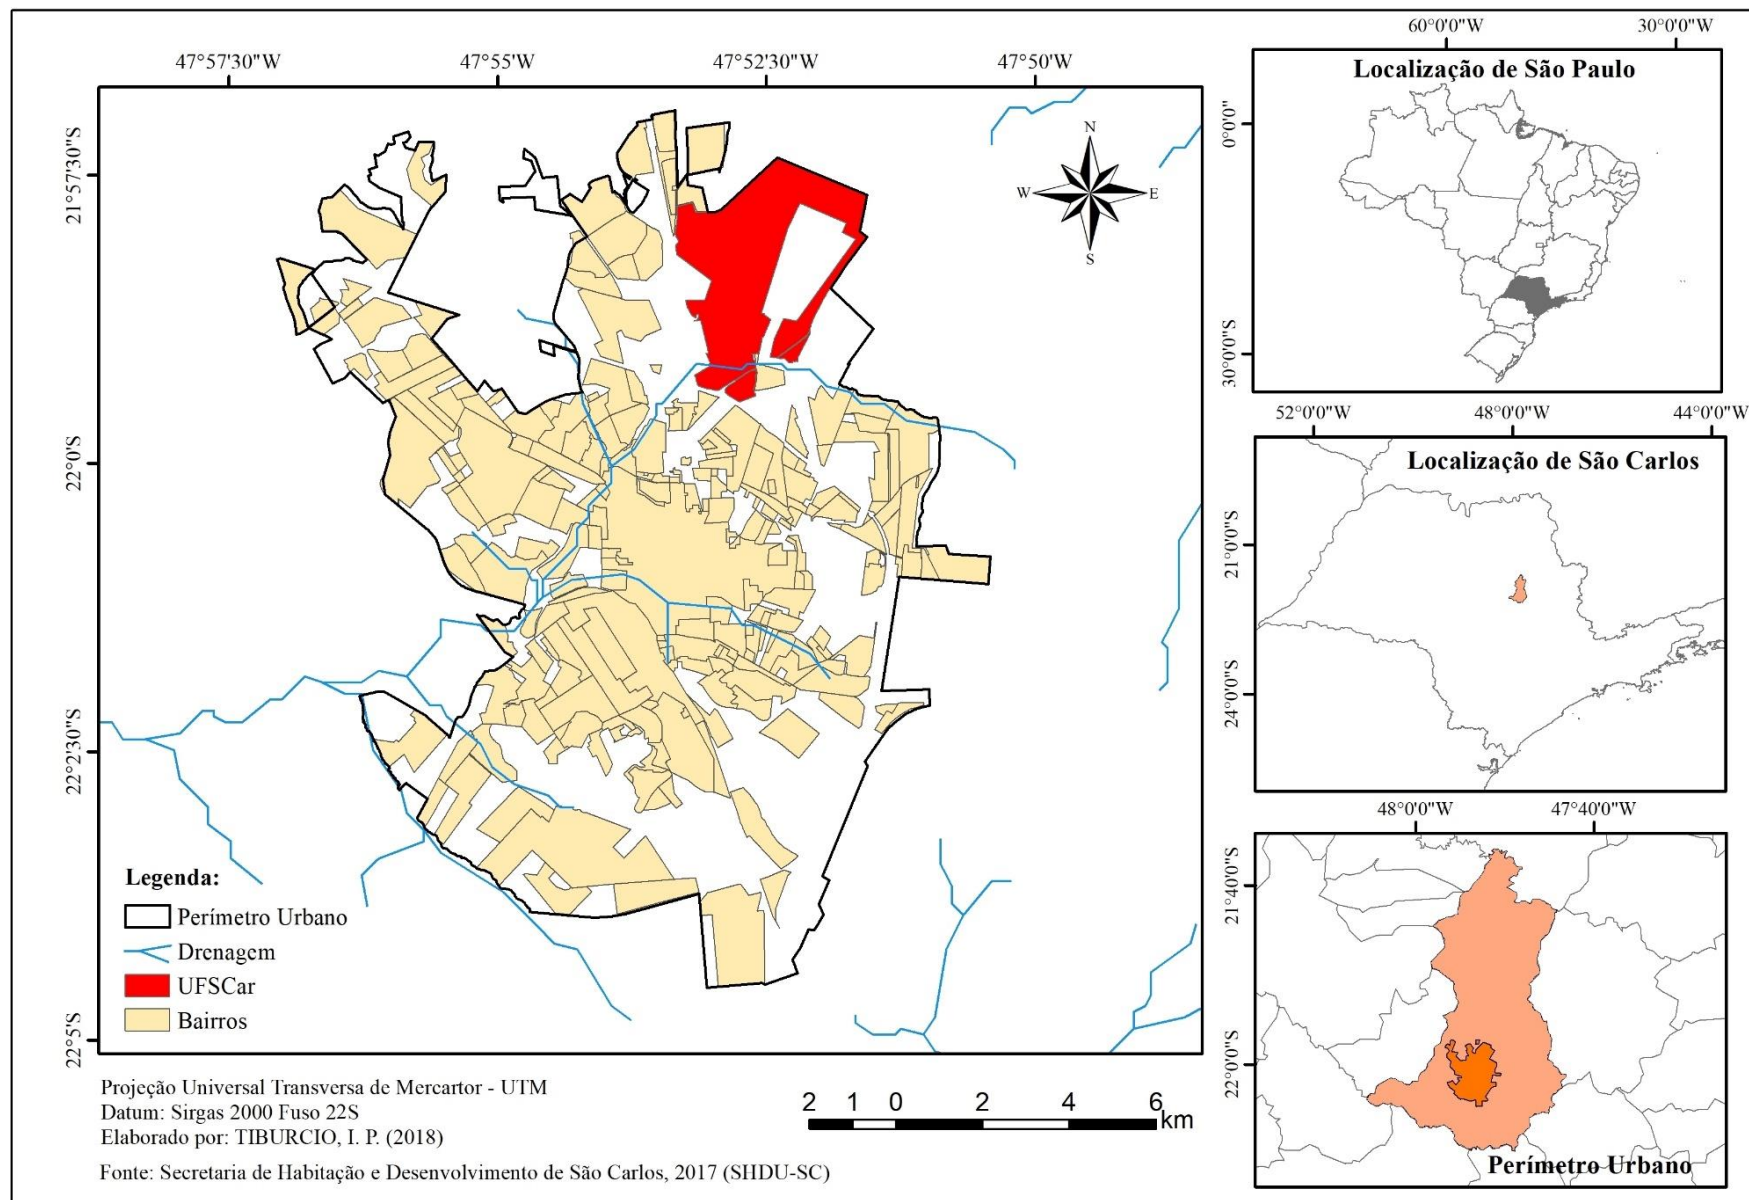 47°57'30"W
47°55'W
47°52'30"W
47°50'W
21°57'30"S
22°0'S
22°2'30"S
22°5'S
N
W
E
S
Legenda:
Perímetro Urbano
Drenagem
UFSCar
Bairros
Projeção Universal Transversa de Mercartor - UTM
Datum: Sirgas 2000 Fuso 22S
Elaborado por: TIBURCIO, I. P. (2018)
Fonte: Secretaria de Habitação e Desenvolvimento de São Carlos, 2017 (SHDU-SC)
2 1 0 2 4 6
km
60°0'0"W
30°0'0"W
Localização de São Paulo
0°0'0"
30°0'0"S
52°0'0"W
48°0'0"W
44°0'0"W
Localização de São Carlos
21°0'0"S
24°0'0"S
48°0'0"W
47°40'0"W
21°40'0"S
22°0'0"S
Perímetro Urbano